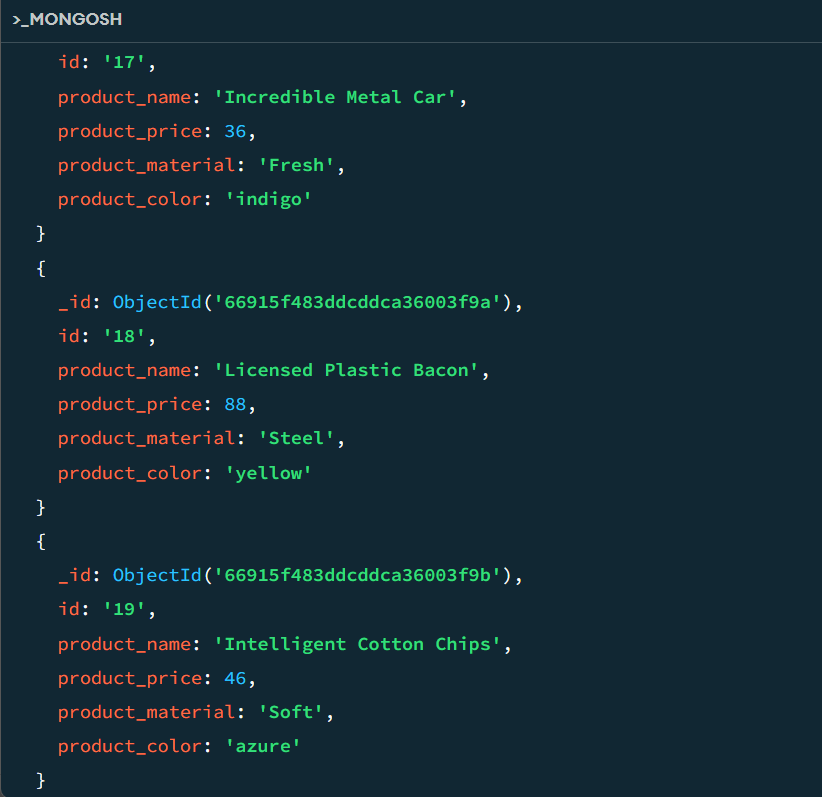 >_MONGOSH
id: '17',
product_name: 'Incredible Metal Car',
product_price: 36,
product_material: 'Fresh',
product_color: 'indigo'
}
{
_id: ObjectId('66915f483ddcddca36003f9a'),
id: '18',
product_name: 'Licensed Plastic Bacon',
product_price: 88,
product_material: 'Steel',
product_color: 'yellow'
}
{
_id: ObjectId('66915f483ddcddca36003f9b'),
id: '19',
product_name: 'Intelligent Cotton Chips',
product_price: 46,
product_material: 'Soft',
product_color: 'azure'
}